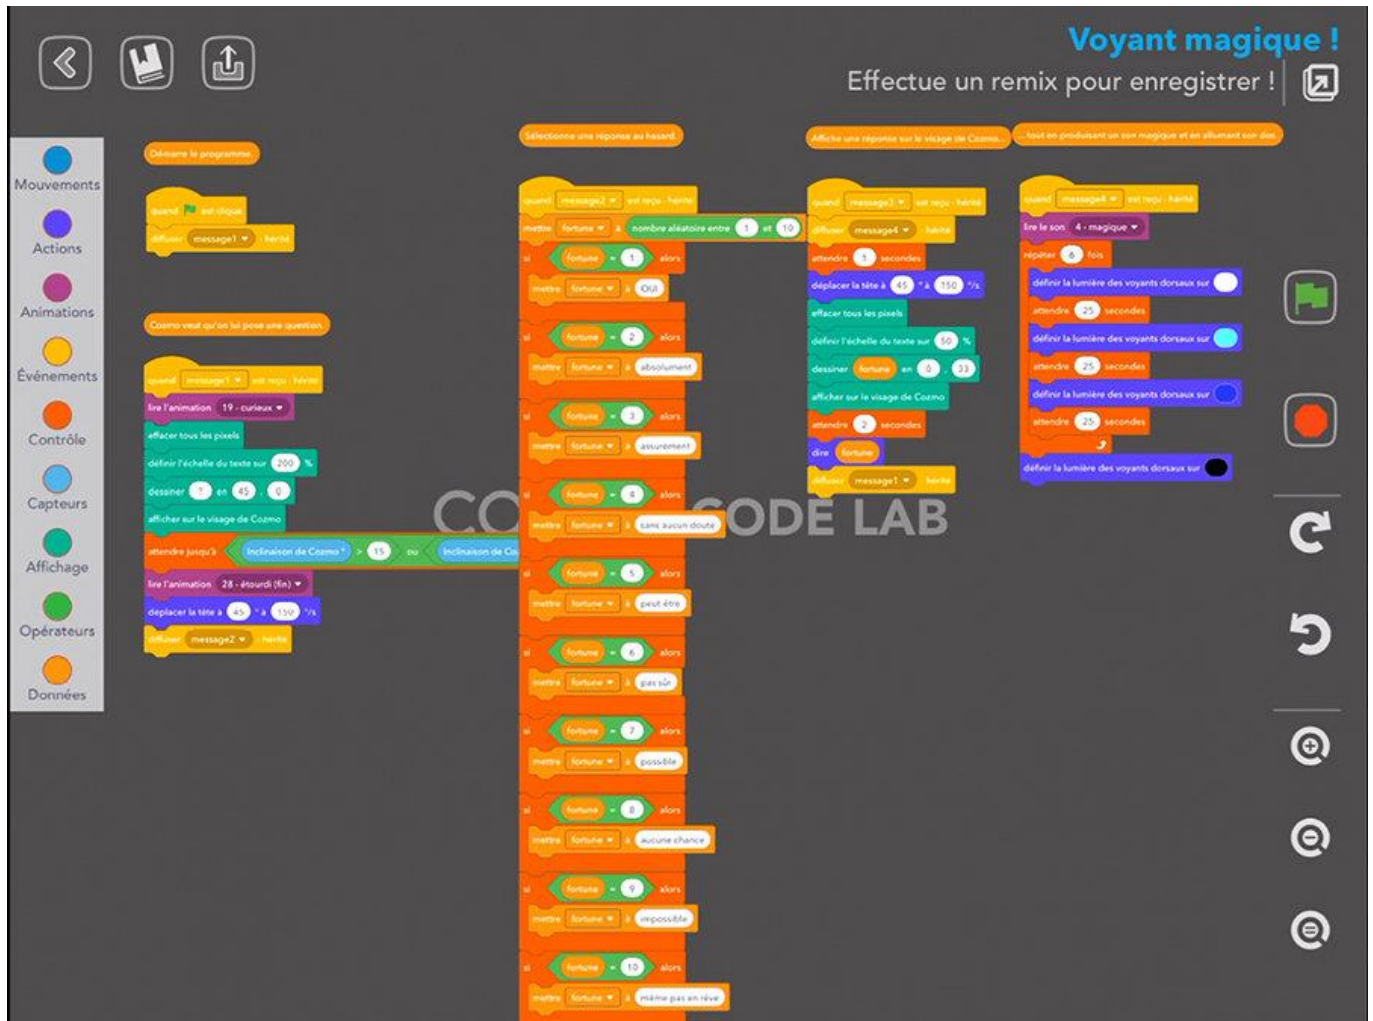 Voyant magique !
Effectue un remix pour enregistrer !
Mouvements
Actions
Animations
Événements
Contrôle
Capteurs
Affichage
Opérateurs
Données
Démarre le programme.
quand est cliqué
diffuser message1 - hérité
Cozmo veut qu'on lui pose une question.
quand message1 est reçu - hérité
lire l'animation 19 - curieux
effacer tous les pixels
définir l'échelle du texte sur 200 %
dessiner ? en 45 , 0
afficher sur le visage de Cozmo
attendre jusqu'à Inclinaison de Cozmo ° > 15 ou Inclinaison de Co
lire l'animation 28 - étourdi (fin)
déplacer la tête à 45 ° à 150 °/s
diffuser message2 - hérité
Sélectionne une réponse au hasard.
quand message2 est reçu - hérité
mettre fortune à nombre aléatoire entre 1 et 10
si fortune = 1 alors
mettre fortune à OUI
si fortune = 2 alors
mettre fortune à absolument
si fortune = 3 alors
mettre fortune à assurément
si fortune = 4 alors
mettre fortune à sans aucun doute
si fortune = 5 alors
mettre fortune à peut être
si fortune = 6 alors
mettre fortune à pas sûr
si fortune = 7 alors
mettre fortune à possible
si fortune = 8 alors
mettre fortune à aucune chance
si fortune = 9 alors
mettre fortune à impossible
si fortune = 10 alors
mettre fortune à même pas en rêve
Affiche une réponse sur le visage de Cozmo...
quand message3 est reçu - hérité
diffuser message4 - hérité
attendre 1 secondes
déplacer la tête à 45 ° à 150 °/s
effacer tous les pixels
définir l'échelle du texte sur 50 %
dessiner fortune en 0 , 33
afficher sur le visage de Cozmo
attendre 2 secondes
dire fortune
diffuser message1 - hérité
... tout en produisant un son magique et en allumant son dos.
quand message4 est reçu - hérité
lire le son 4 - magique
répéter 6 fois
définir la lumière des voyants dorsaux sur
attendre .25 secondes
définir la lumière des voyants dorsaux sur
attendre .25 secondes
définir la lumière des voyants dorsaux sur
attendre .25 secondes
définir la lumière des voyants dorsaux sur
CO ODE LAB